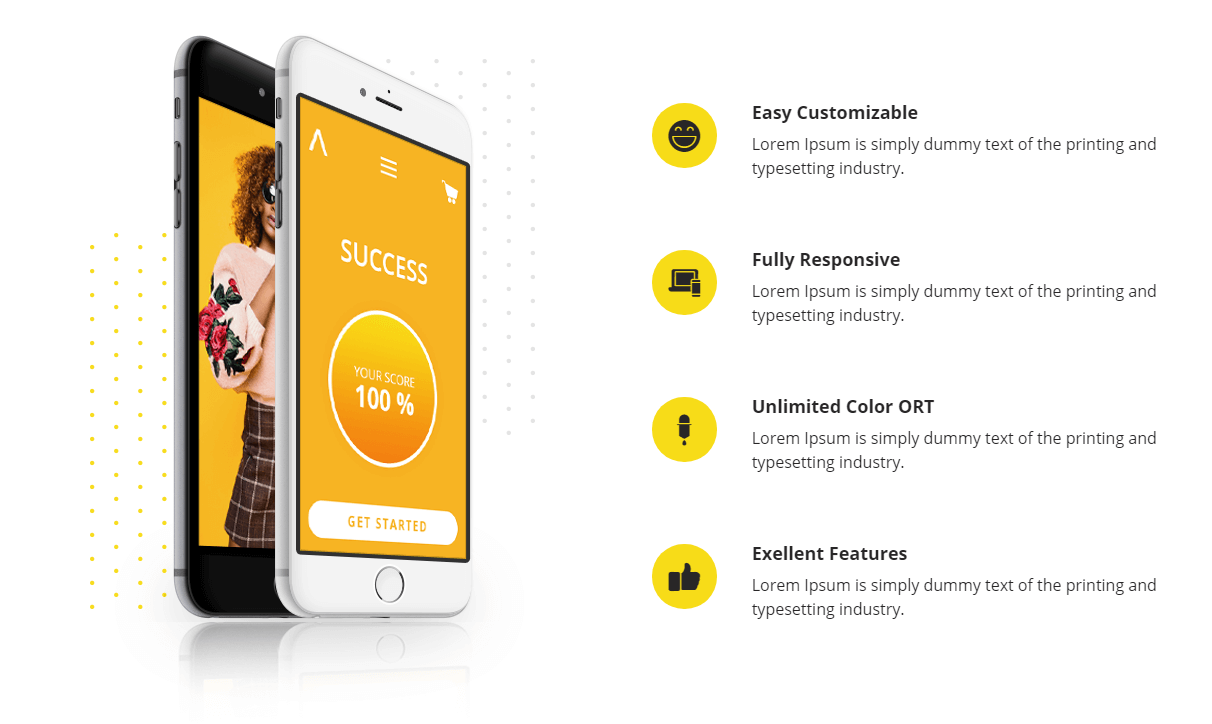 SUCCESS
YOUR SCORE
100 %
GET STARTED
Easy Customizable
Lorem Ipsum is simply dummy text of the printing and
typesetting industry.
Fully Responsive
Lorem Ipsum is simply dummy text of the printing and
typesetting industry.
Unlimited Color ORT
Lorem Ipsum is simply dummy text of the printing and
typesetting industry.
Exellent Features
Lorem Ipsum is simply dummy text of the printing and
typesetting industry.